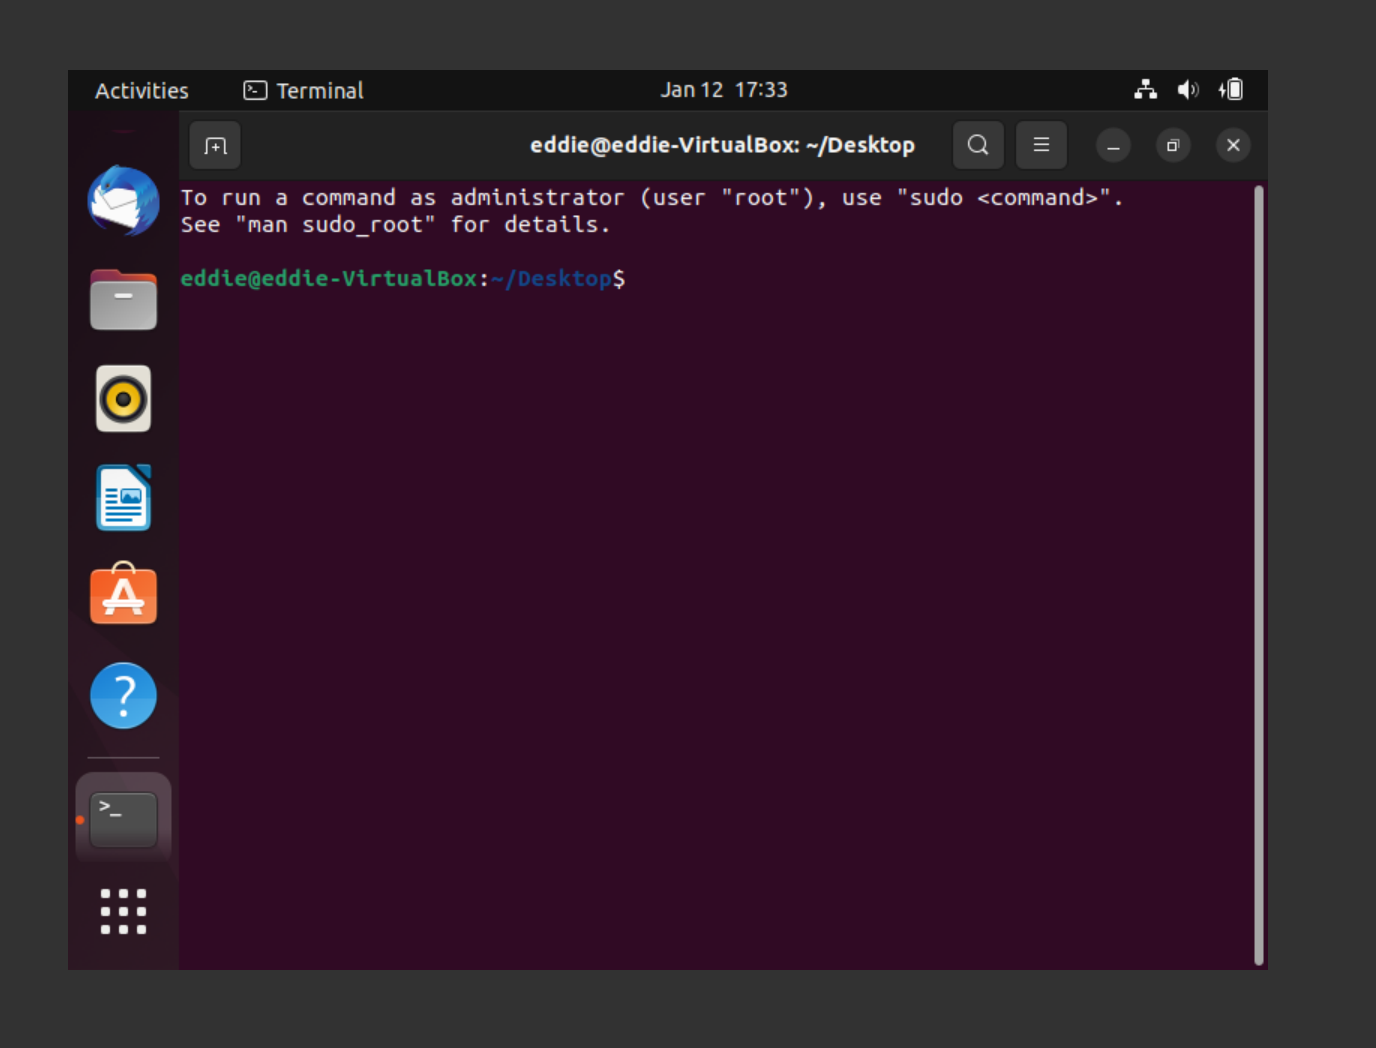 Activities Terminal Jan 12 17:33
eddie@eddie-VirtualBox: ~/Desktop
To run a command as administrator (user "root"), use "sudo <command>".
See "man sudo_root" for details.
eddie@eddie-VirtualBox:~/Desktop$